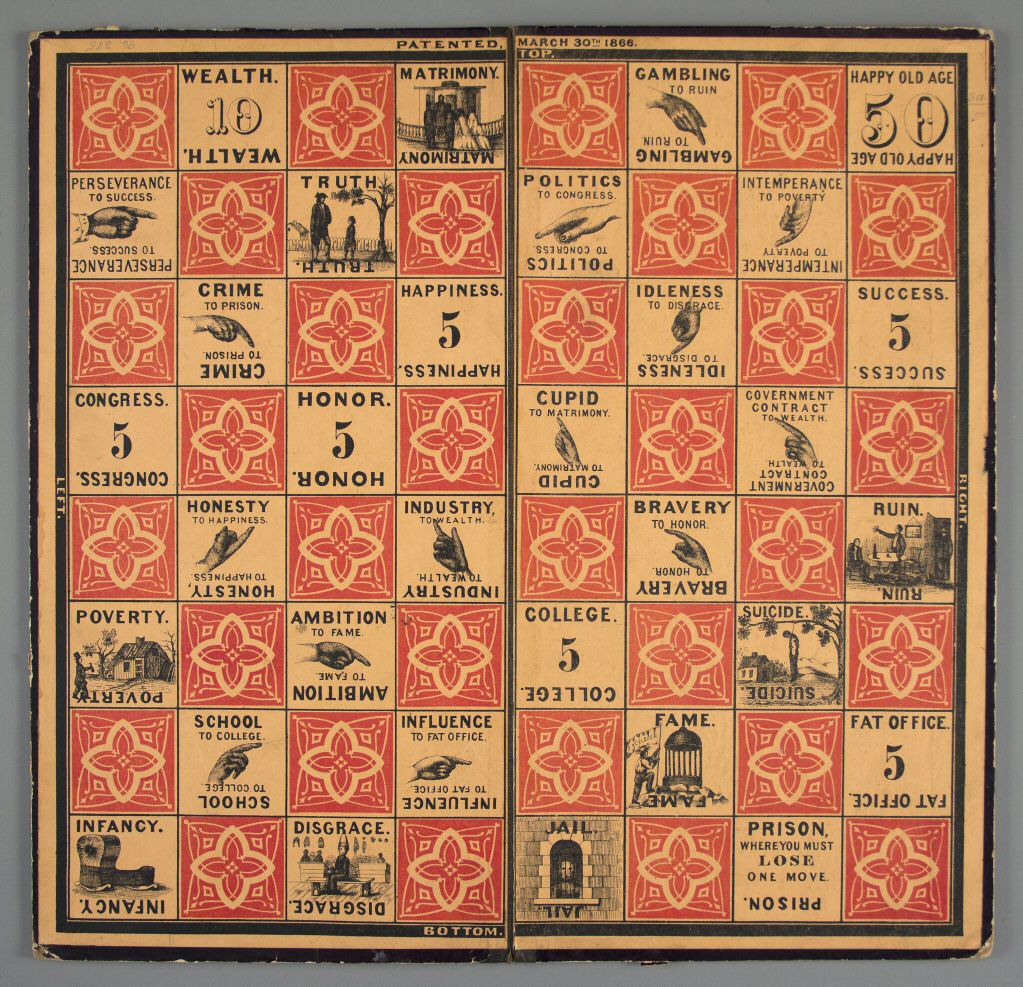 PATENTED, MARCH 30TH 1866.
TOP.
WEALTH.
10
WEALTH.
MATRIMONY.
MATRIMONY
GAMBLING
TO RUIN
TO RUIN.
GAMBLING
HAPPY OLD AGE
50
HAPPY OLD AGE
PERSEVERANCE
TO SUCCESS.
TO SUCCESS.
PERSEVERANCE
TRUTH.
TRUTH.
POLITICS
TO CONGRESS.
TO CONGRESS.
POLITICS
INTEMPERANCE
TO POVERTY
TO POVERTY
INTEMPERANCE
CRIME
TO PRISON.
TO PRISON.
CRIME
HAPPINESS.
5
HAPPINESS.
IDLENESS
TO DISGRACE.
TO DISGRACE.
IDLENESS
SUCCESS.
5
SUCCESS.
CONGRESS.
5
CONGRESS.
HONOR.
5
HONOR.
CUPID
TO MATRIMONY.
TO MATRIMONY.
CUPID
GOVERNMENT
CONTRACT
TO WEALTH.
TO WEALTH.
CONTRACT
GOVERNMENT
LEFT.
RIGHT.
HONESTY
TO HAPPINESS.
TO HAPPINESS.
HONESTY,
INDUSTRY,
TO WEALTH.
TO WEALTH.
INDUSTRY
BRAVERY
TO HONOR.
TO HONOR.
BRAVERY
RUIN.
RUIN.
POVERTY.
POVERTY
AMBITION
TO FAME.
TO FAME.
AMBITION
COLLEGE.
5
COLLEGE.
SUICIDE.
SUICIDE.
SCHOOL
TO COLLEGE.
TO COLLEGE
SCHOOL
INFLUENCE
TO FAT OFFICE.
TO FAT OFFICE.
INFLUENCE
FAME.
FAME
FAT OFFICE.
5
FAT OFFICE.
INFANCY.
INFANCY.
DISGRACE.
DISGRACE.
JAIL.
JAIL.
PRISON,
WHERE YOU MUST
LOSE
ONE MOVE.
PRISON.
BOTTOM.